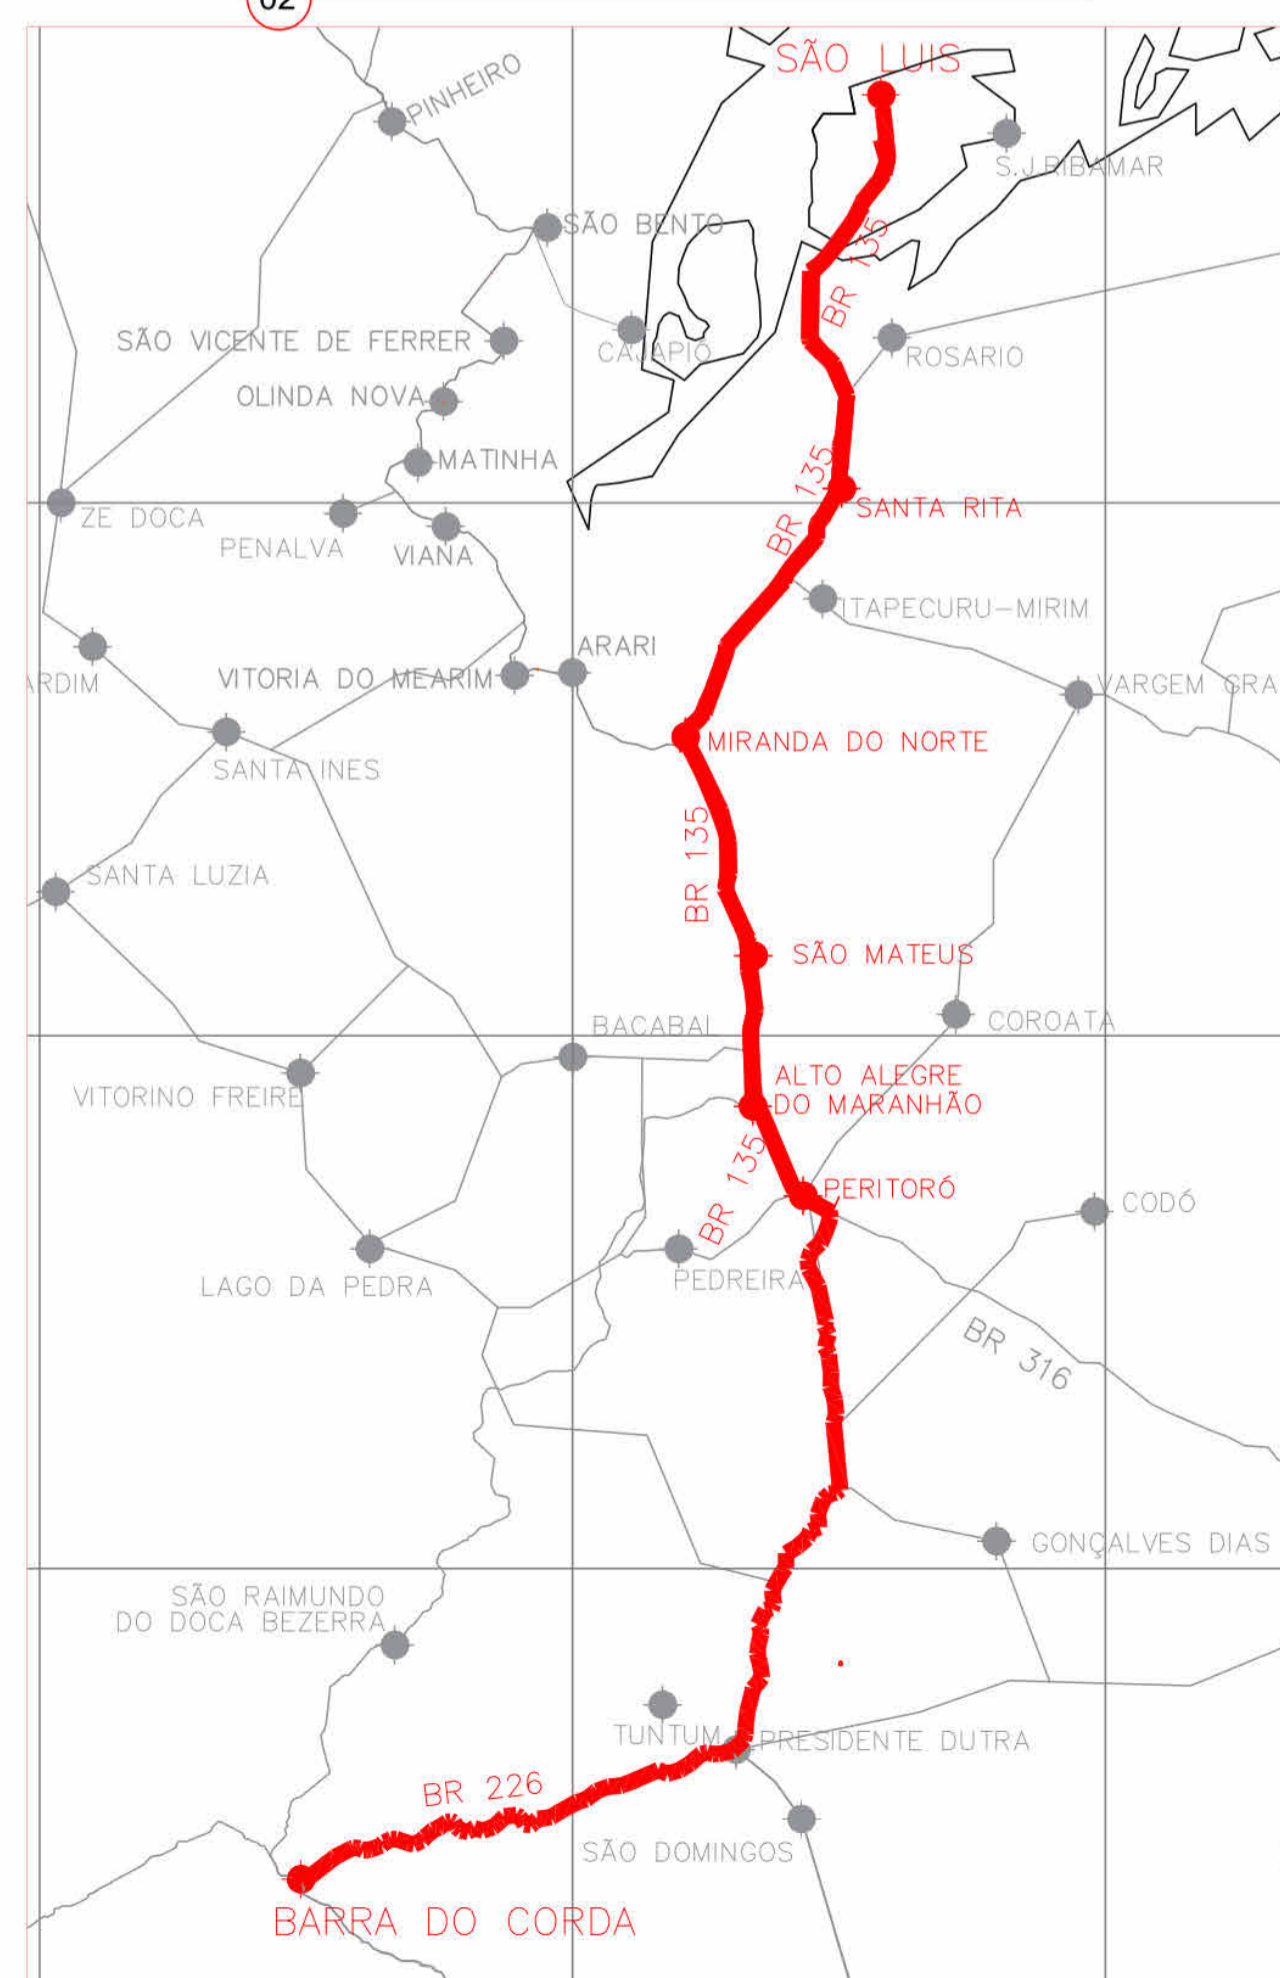 02
SÃO LUIS
PINHEIRO
S.J.RIBAMAR
SÃO BENTO
BR 135
SÃO VICENTE DE FERRER
CAJAPIÓ
ROSARIO
OLINDA NOVA
MATINHA
BR 135
SANTA RITA
ZE DOCA
PENALVA
VIANA
ITAPECURU-MIRIM
ARARI
VITORIA DO MEARIM
ARDIM
VARGEM GRA
MIRANDA DO NORTE
SANTA INES
BR 135
SANTA LUZIA
SÃO MATEUS
BACABAL
COROATA
ALTO ALEGRE
DO MARANHÃO
VITORINO FREIRE
BR 135
PERITORÓ
CODÓ
LAGO DA PEDRA
PEDREIRA
BR 316
GONÇALVES DIAS
SÃO RAIMUNDO
DO DOCA BEZERRA
TUNTUM
PRESIDENTE DUTRA
BR 226
SÃO DOMINGOS
BARRA DO CORDA